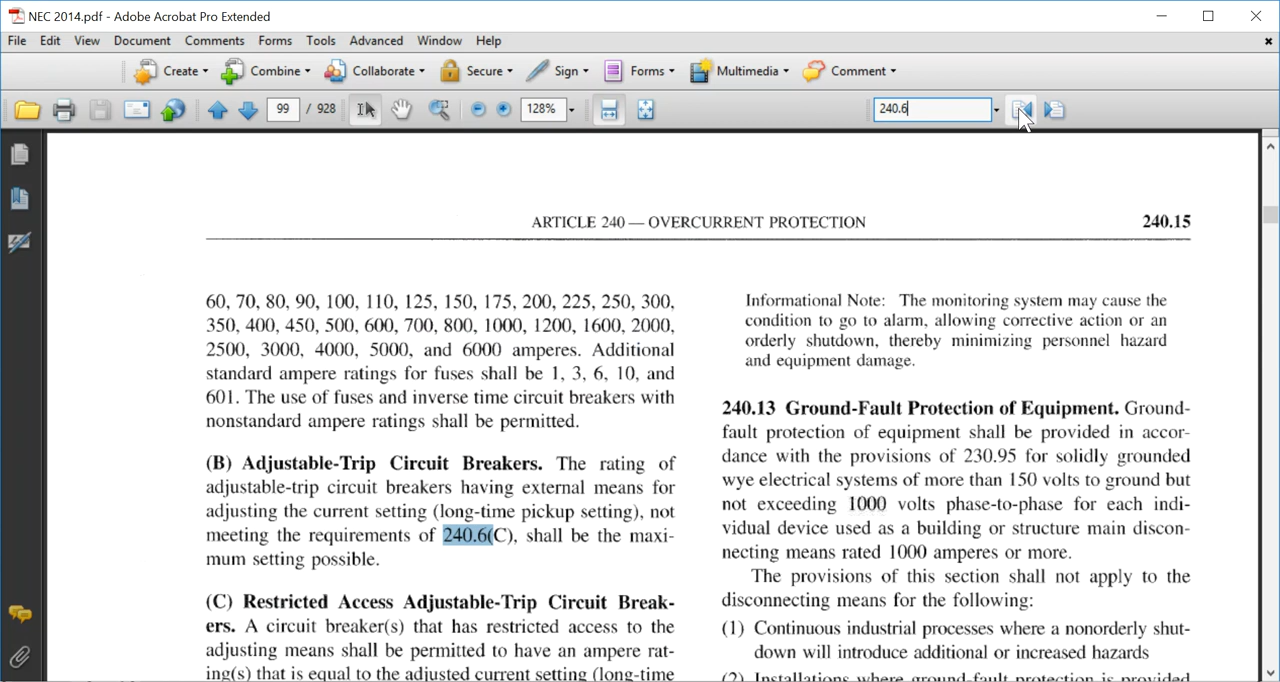 NEC 2014.pdf - Adobe Acrobat Pro Extended
File Edit View Document Comments Forms Tools Advanced Window Help
Create Combine Collaborate Secure Sign Forms Multimedia Comment
99 / 928 128% 240.6
ARTICLE 240 — OVERCURRENT PROTECTION 240.15
60, 70, 80, 90, 100, 110, 125, 150, 175, 200, 225, 250, 300,
350, 400, 450, 500, 600, 700, 800, 1000, 1200, 1600, 2000,
2500, 3000, 4000, 5000, and 6000 amperes. Additional
standard ampere ratings for fuses shall be 1, 3, 6, 10, and
601. The use of fuses and inverse time circuit breakers with
nonstandard ampere ratings shall be permitted.
(B) Adjustable-Trip Circuit Breakers. The rating of
adjustable-trip circuit breakers having external means for
adjusting the current setting (long-time pickup setting), not
meeting the requirements of 240.6(C), shall be the maxi-
mum setting possible.
(C) Restricted Access Adjustable-Trip Circuit Break-
ers. A circuit breaker(s) that has restricted access to the
adjusting means shall be permitted to have an ampere rat-
ing(s) that is equal to the adjusted current setting (long-time
Informational Note: The monitoring system may cause the
condition to go to alarm, allowing corrective action or an
orderly shutdown, thereby minimizing personnel hazard
and equipment damage.
240.13 Ground-Fault Protection of Equipment. Ground-
fault protection of equipment shall be provided in accor-
dance with the provisions of 230.95 for solidly grounded
wye electrical systems of more than 150 volts to ground but
not exceeding 1000 volts phase-to-phase for each indi-
vidual device used as a building or structure main discon-
necting means rated 1000 amperes or more.
The provisions of this section shall not apply to the
disconnecting means for the following:
(1) Continuous industrial processes where a nonorderly shut-
down will introduce additional or increased hazards
(2) Installations where ground-fault protection is provided